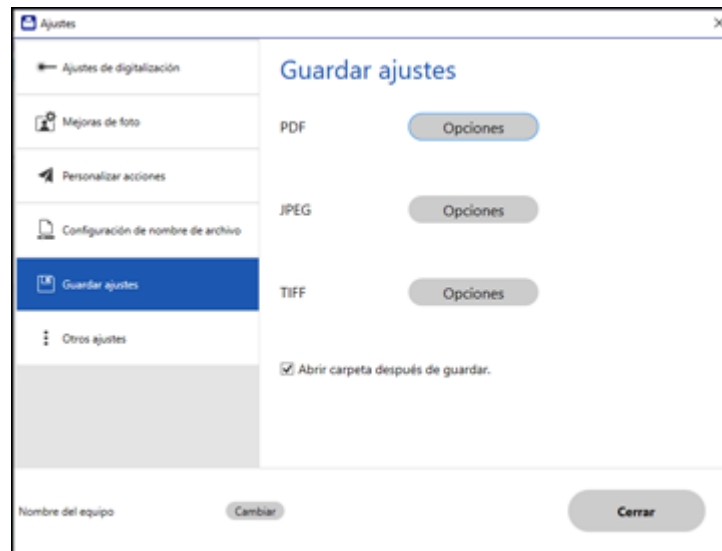 Ajustes
Ajustes de digitalización
Mejoras de foto
Personalizar acciones
Configuración de nombre de archivo
Guardar ajustes
Otros ajustes
Guardar ajustes
PDF Opciones
JPEG Opciones
TIFF Opciones
Abrir carpeta después de guardar.
Nombre del equipo Cambiar Cerrar